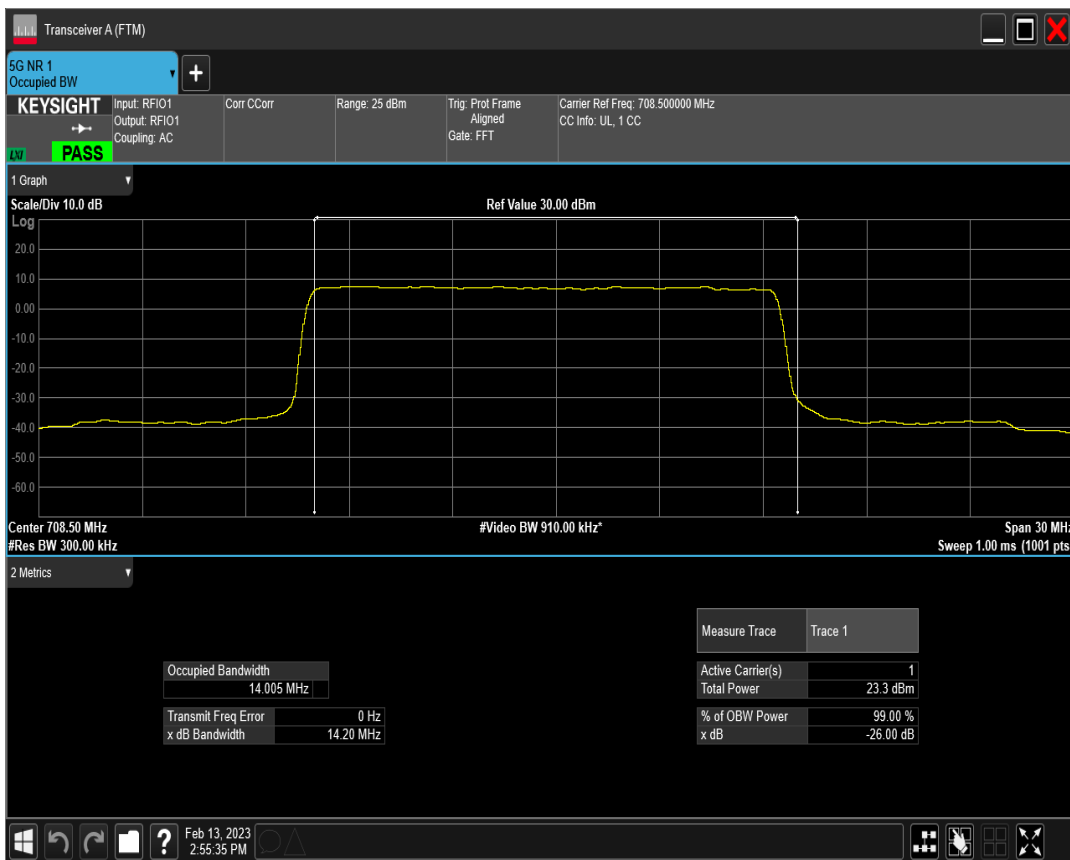 Transceiver A (FTM)
5G NR 1
Occupied BW
+
KEYSIGHT
LXI
PASS
Input: RFIO1
Output: RFIO1
Coupling: AC
Corr CCorr
Range: 25 dBm
Trig: Prot Frame
Aligned
Gate: FFT
Carrier Ref Freq: 708.500000 MHz
CC Info: UL, 1 CC
1 Graph
Scale/Div 10.0 dB
Ref Value 30.00 dBm
Log
20.0
10.0
0.00
-10.0
-20.0
-30.0
-40.0
-50.0
-60.0
Center 708.50 MHz
#Video BW 910.00 kHz*
Span 30 MHz
#Res BW 300.00 kHz
Sweep 1.00 ms (1001 pts
2 Metrics
Measure Trace Trace 1
Occupied Bandwidth
14.005 MHz
Active Carrier(s) 1
Total Power 23.3 dBm
Transmit Freq Error 0 Hz
x dB Bandwidth 14.20 MHz
% of OBW Power 99.00 %
x dB -26.00 dB
?
Feb 13, 2023
2:55:35 PM